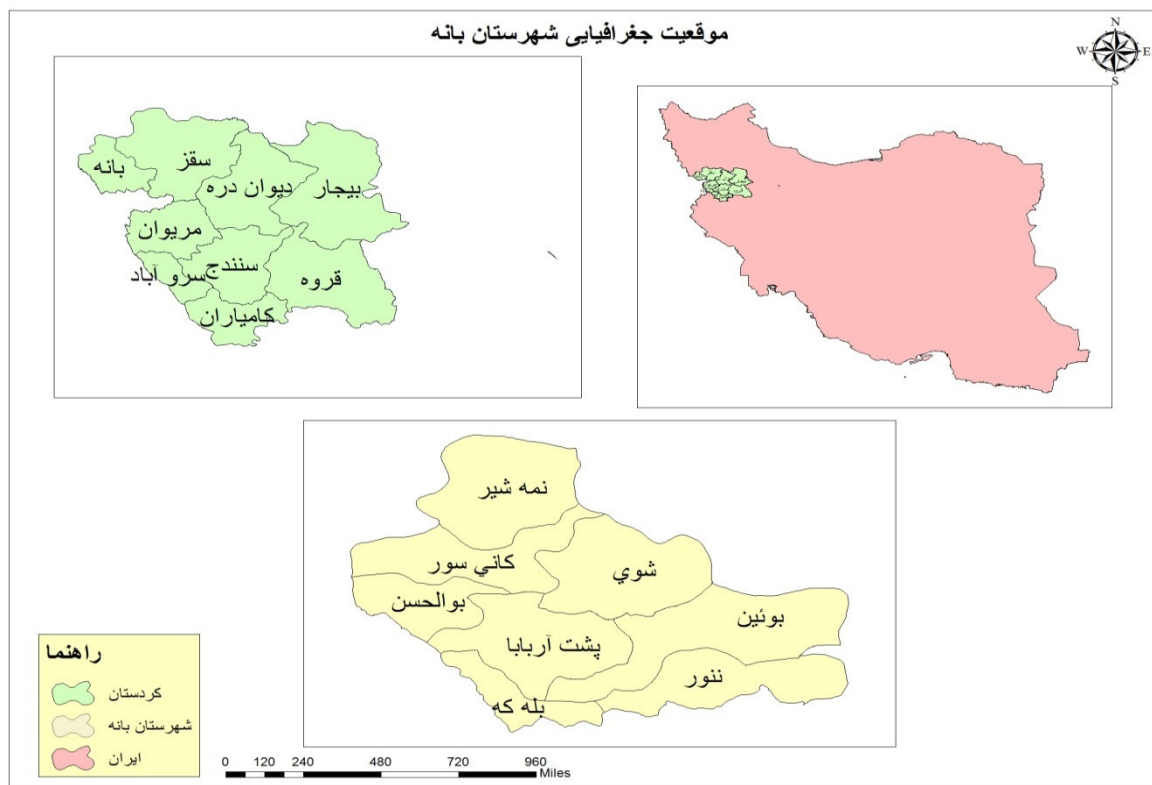 موقعیت جغرافیایی شهرستان بانه
N
W E
S
سقز
بانه
دیوان دره
بیجار
مریوان
سنندج
سرو آباد
قروه
کامیاران
نمه شیر
كاني سور
شوي
بوالحسن
بوئین
پشت آربابا
ننور
بله که
راهنما
کردستان
شهرستان بانه
ایران
0 120 240 480 720 960
Miles